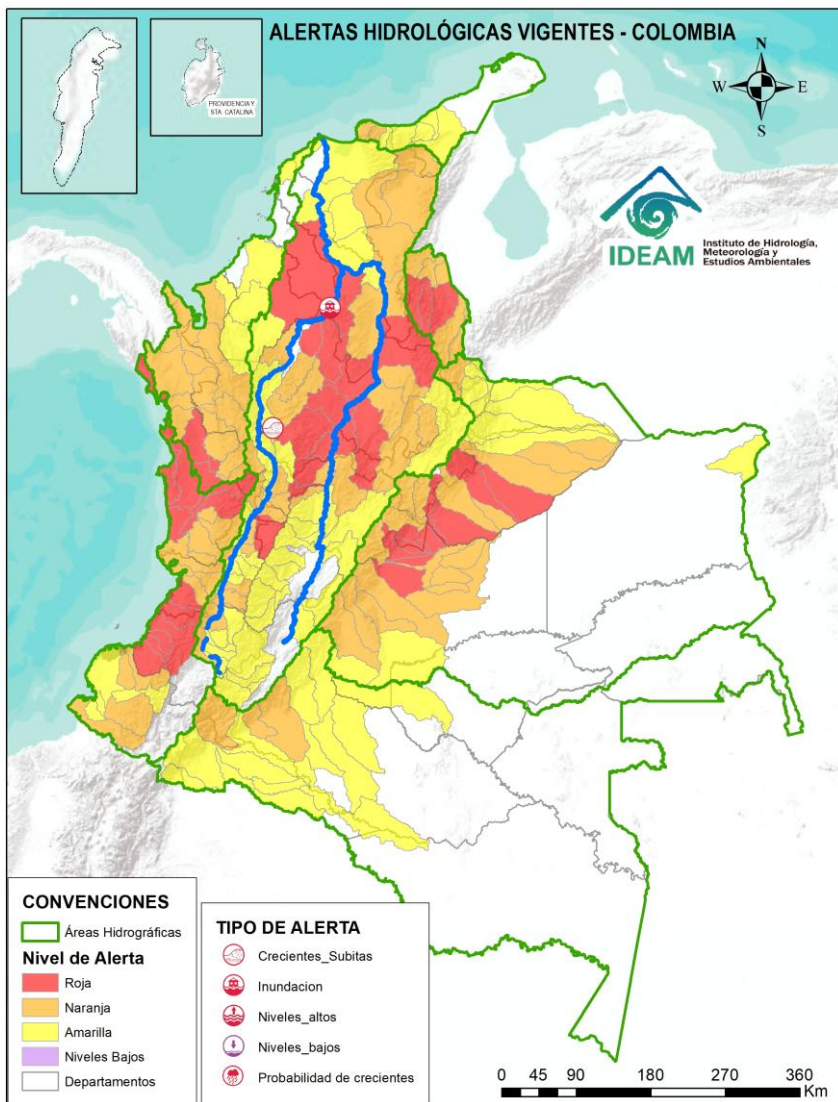 ALERTAS HIDROLÓGICAS VIGENTES - COLOMBIA
PROVIDENCIA Y
STA. CATALINA
N
W
E
S
IDEAM
Instituto de Hidrología,
Meteorología y
Estudios Ambientales
CONVENCIONES
Áreas Hidrográficas
Nivel de Alerta
Roja
Naranja
Amarilla
Niveles Bajos
Departamentos
TIPO DE ALERTA
Crecientes_Subitas
Inundacion
Niveles_altos
Niveles_bajos
Probabilidad de crecientes
0 45 90 180 270 360
Km